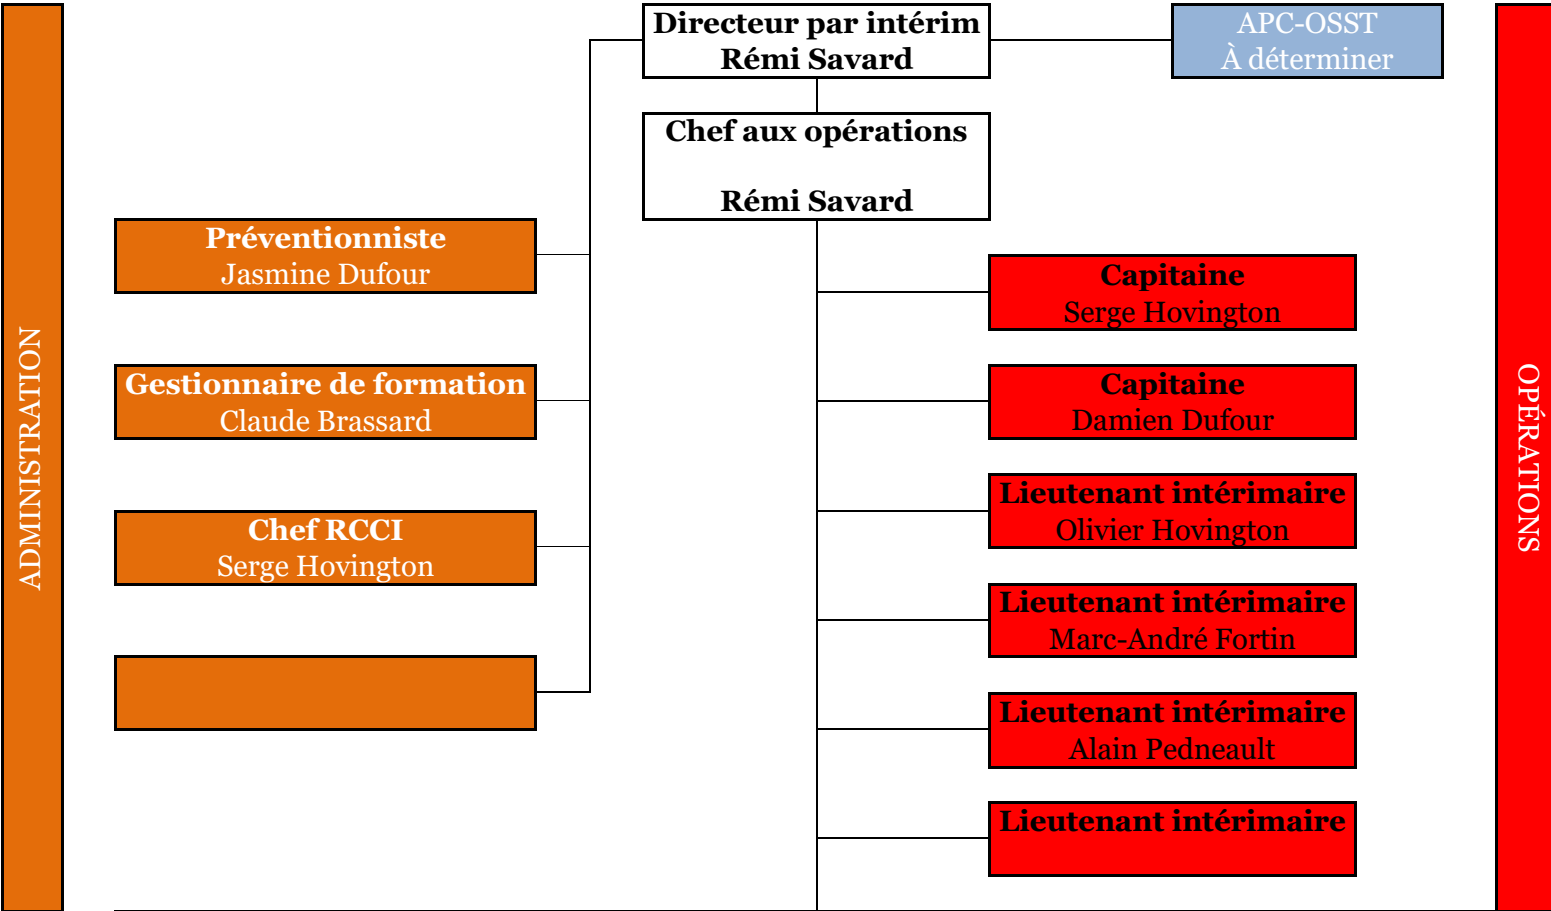 Directeur par intérim
Rémi Savard
APC-OSST
À déterminer
Chef aux opérations
Rémi Savard
ADMINISTRATION
Préventionniste
Jasmine Dufour
Gestionnaire de formation
Claude Brassard
Chef RCCI
Serge Hovington
Capitaine
Serge Hovington
Capitaine
Damien Dufour
Lieutenant intérimaire
Olivier Hovington
Lieutenant intérimaire
Marc-André Fortin
Lieutenant intérimaire
Alain Pedneault
Lieutenant intérimaire
OPÉRATIONS